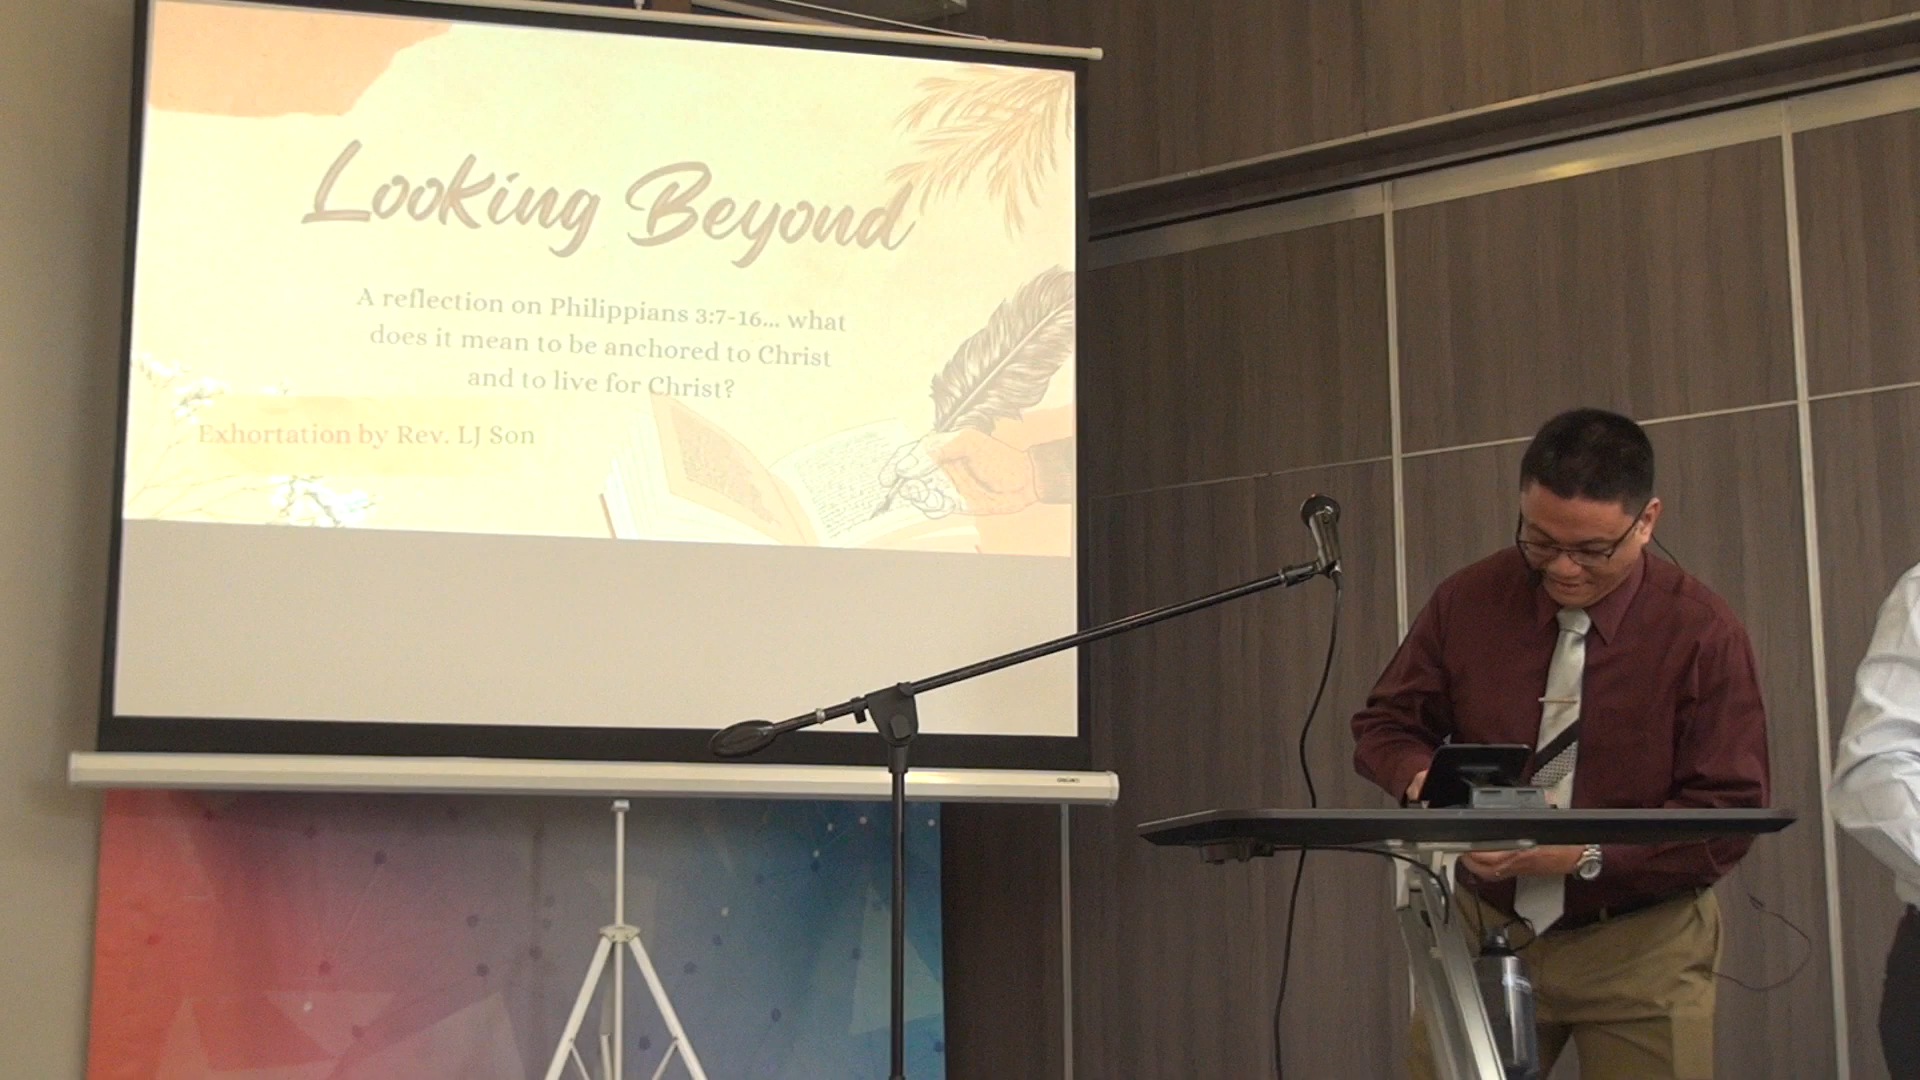 Looking Beyond
A reflection on Philippians 3:7-16... what
does it mean to be anchored to Christ
and to live for Christ?
Exhortation by Rev. LJ Son